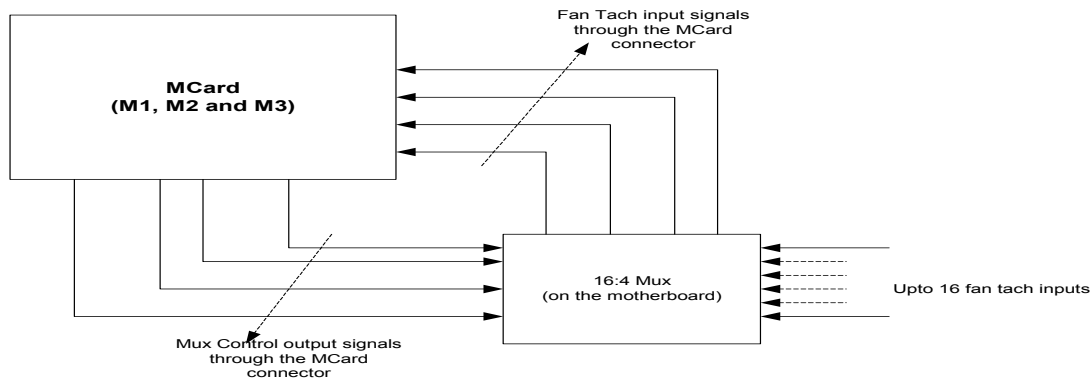 Fan Tach input signals
through the MCard
connector
MCard
(M1, M2 and M3)
16:4 Mux
(on the motherboard)
Upto 16 fan tach inputs
Mux Control output signals
through the MCard
connector